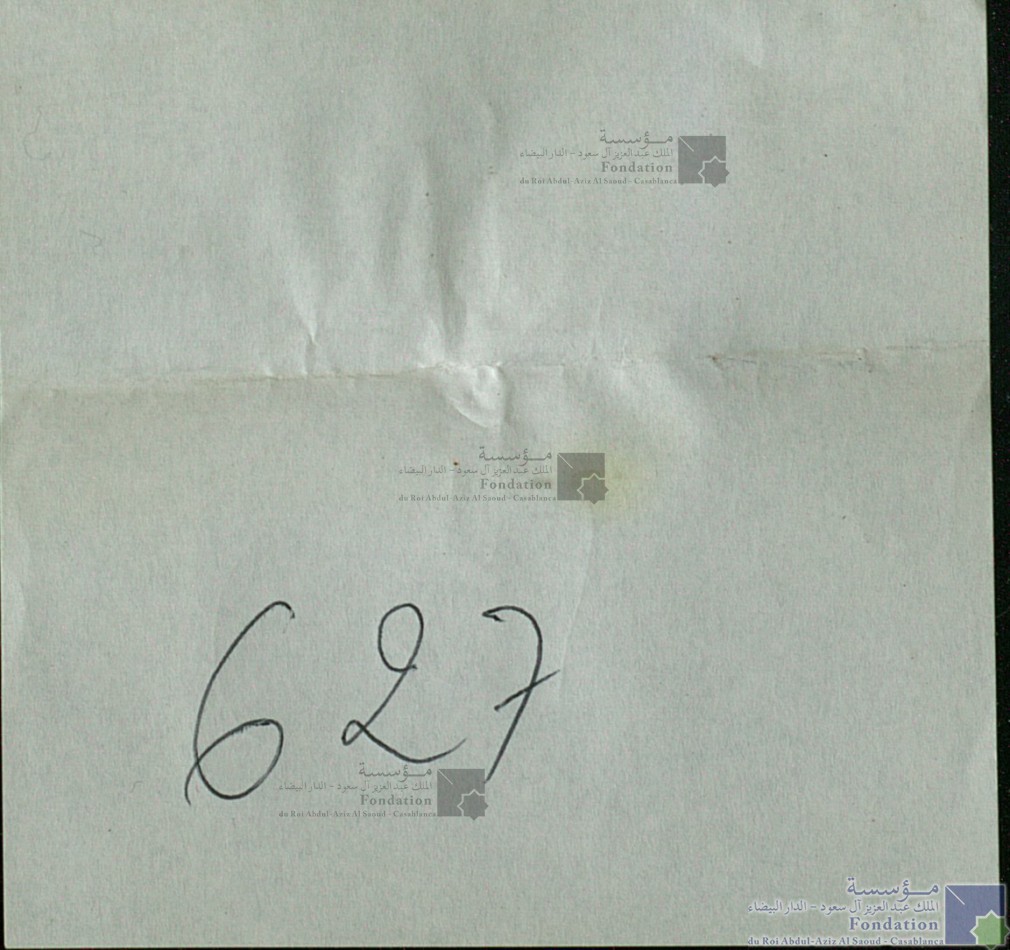 مؤسسة
الملك عبد العزيز آل سعود - الدار البيضاء
Fondation
du Roi Abdul-Aziz Al Saoud - Casablanca
مؤسسة
الملك عبد العزيز آل سعود - الدار البيضاء
Fondation
du Roi Abdul-Aziz Al Saoud - Casablanca
627
مؤسسة
الملك عبد العزيز آل سعود - الدار البيضاء
Fondation
du Roi Abdul-Aziz Al Saoud - Casablanca
مؤسسة
الملك عبد العزيز آل سعود - الدار البيضاء
Fondation
du Roi Abdul-Aziz Al Saoud - Casablanca